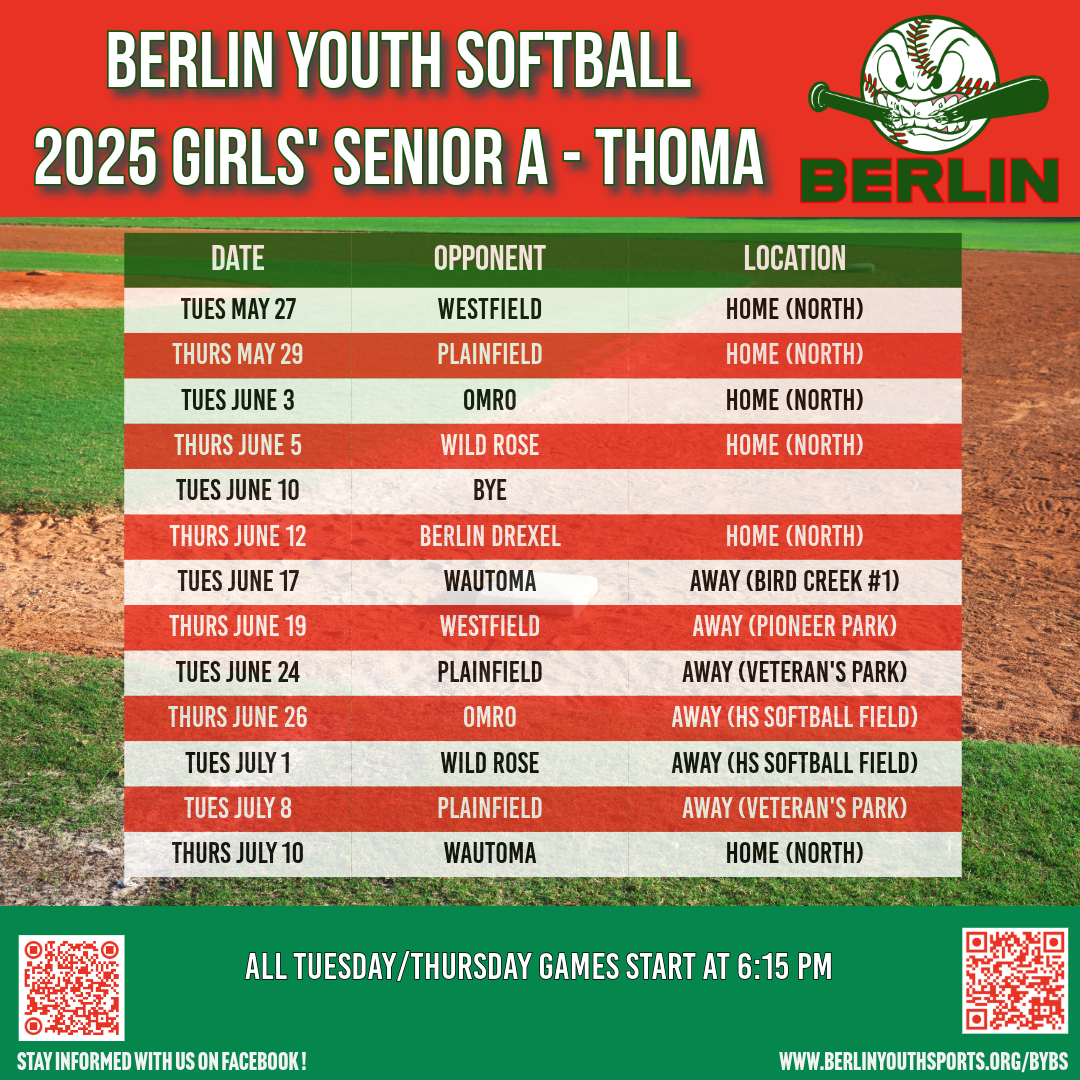 BERLIN YOUTH SOFTBALL
2025 GIRLS' SENIOR A - THOMA
BERLIN
DATE OPPONENT LOCATION
TUES MAY 27 WESTFIELD HOME (NORTH)
THURS MAY 29 PLAINFIELD HOME (NORTH)
TUES JUNE 3 OMRO HOME (NORTH)
THURS JUNE 5 WILD ROSE HOME (NORTH)
TUES JUNE 10 BYE
THURS JUNE 12 BERLIN DREXEL HOME (NORTH)
TUES JUNE 17 WAUTOMA AWAY (BIRD CREEK #1)
THURS JUNE 19 WESTFIELD AWAY (PIONEER PARK)
TUES JUNE 24 PLAINFIELD AWAY (VETERAN'S PARK)
THURS JUNE 26 OMRO AWAY (HS SOFTBALL FIELD)
TUES JULY 1 WILD ROSE AWAY (HS SOFTBALL FIELD)
TUES JULY 8 PLAINFIELD AWAY (VETERAN'S PARK)
THURS JULY 10 WAUTOMA HOME (NORTH)
ALL TUESDAY/THURSDAY GAMES START AT 6:15 PM
STAY INFORMED WITH US ON FACEBOOK !
WWW.BERLINYOUTHSPORTS.ORG/BYBS